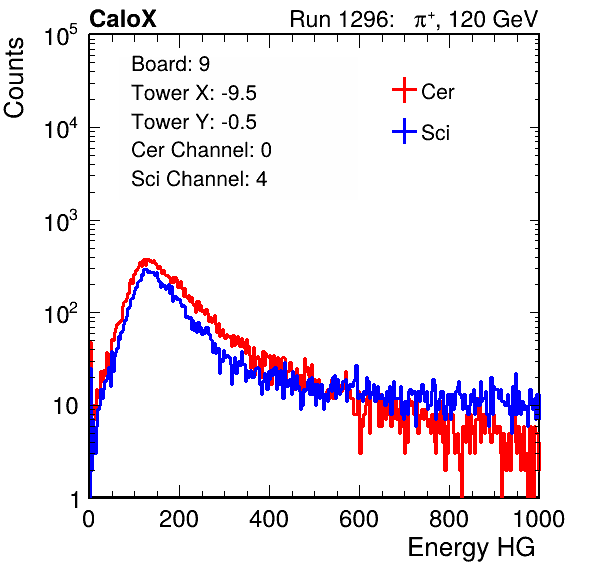 CaloX Run 1296: π⁺, 120 GeV
Counts
10⁵
10⁴
10³
10²
10
1
Board: 9
Tower X: -9.5
Tower Y: -0.5
Cer Channel: 0
Sci Channel: 4
Cer
Sci
0 200 400 600 800 1000
Energy HG